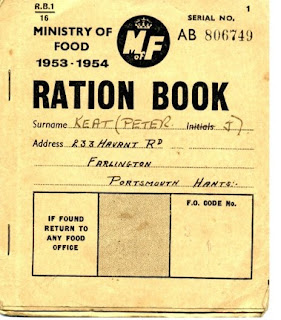 R.B.1
16
1
MINISTRY OF
FOOD
1953-1954
M
OF
F
SERIAL NO.
AB 806749
RATION BOOK
Surname KEAT (PETER Initials J)
Address 238 HAVANT RD
FARLINGTON
PORTSMOUTH HANTS:-
IF FOUND
RETURN TO
ANY FOOD
OFFICE
F.O. CODE No.